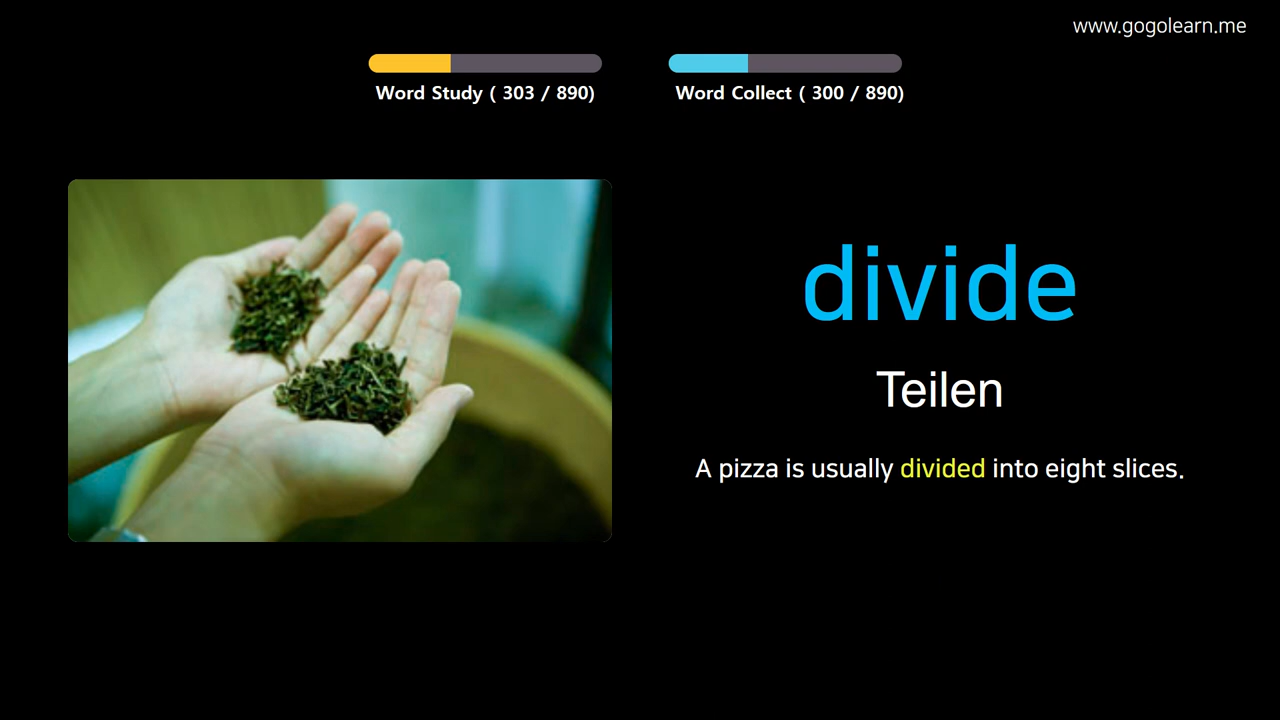 www.gogolearn.me
Word Study ( 303 / 890)
Word Collect ( 300 / 890)
divide
Teilen
A pizza is usually divided into eight slices.